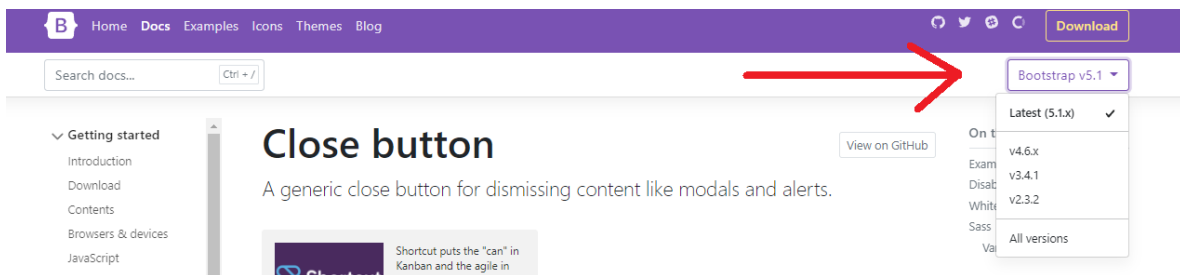 B Home Docs Examples Icons Themes Blog Download
Search docs... Ctrl + / Bootstrap v5.1
Latest (5.1.x)
v4.6.x
v3.4.1
v2.3.2
All versions
Getting started
Introduction
Download
Contents
Browsers & devices
JavaScript
Close button
View on GitHub
A generic close button for dismissing content like modals and alerts.
Shortcut puts the "can" in
Kanban and the agile in
Shortcut
On t
Exam
Disab
White
Sass
Va